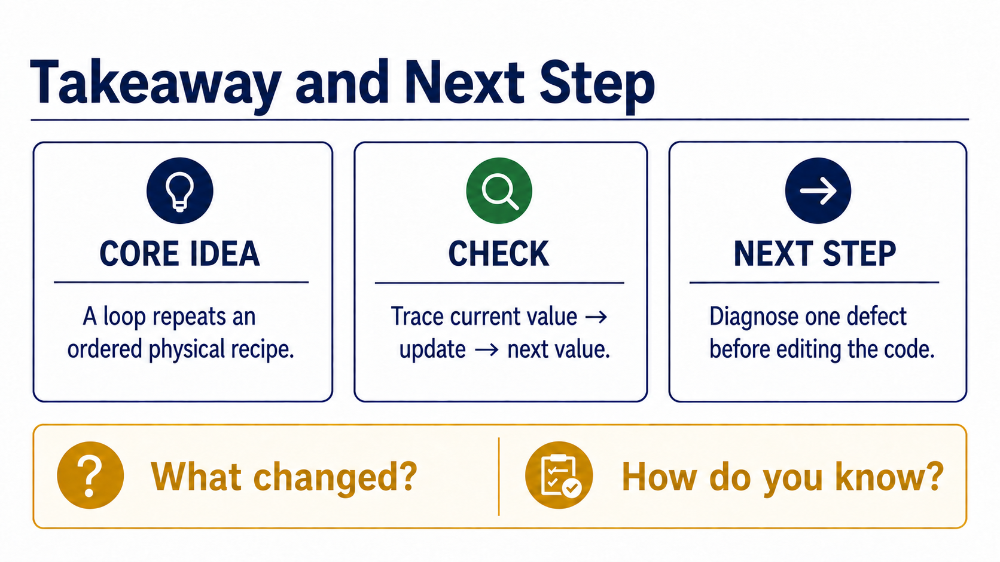 Takeaway and Next Step
CORE IDEA
A loop repeats an
ordered physical recipe.
CHECK
Trace current value →
update → next value.
NEXT STEP
Diagnose one defect
before editing the code.
What changed?
How do you know?